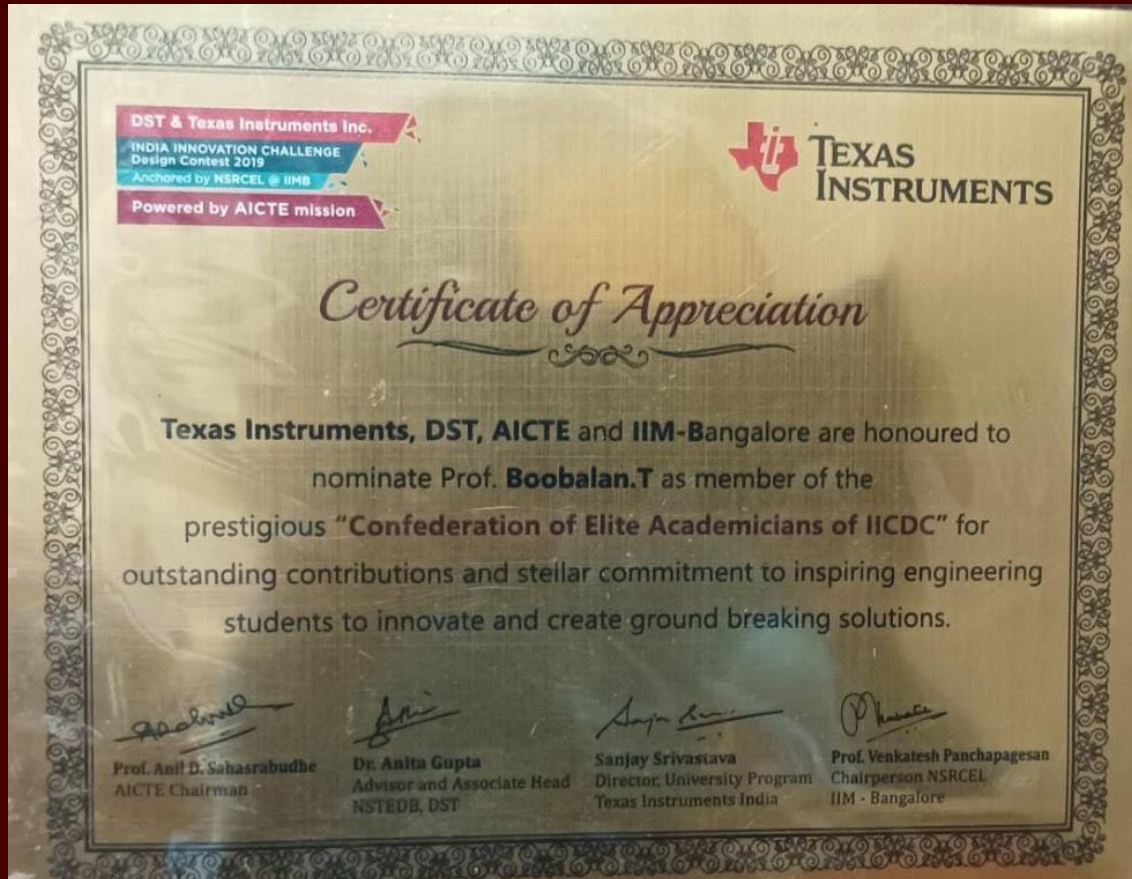 DST & Texas Instruments Inc.
INDIA INNOVATION CHALLENGE
Design Contest 2019
Anchored by NSRCEL @ IIMB
Powered by AICTE mission
TEXAS
INSTRUMENTS
Certificate of Appreciation
Texas Instruments, DST, AICTE and IIM-Bangalore are honoured to
nominate Prof. Boobalan.T as member of the
prestigious “Confederation of Elite Academicians of IICDC” for
outstanding contributions and stellar commitment to inspiring engineering
students to innovate and create ground breaking solutions.
Prof. Anil D. Sahasrabudhe
AICTE Chairman
Dr. Anita Gupta
Advisor and Associate Head
NSTEDB, DST
Sanjay Srivastava
Director, University Program
Texas Instruments India
Prof. Venkatesh Panchapagesan
Chairperson NSRCEL
IIM - Bangalore